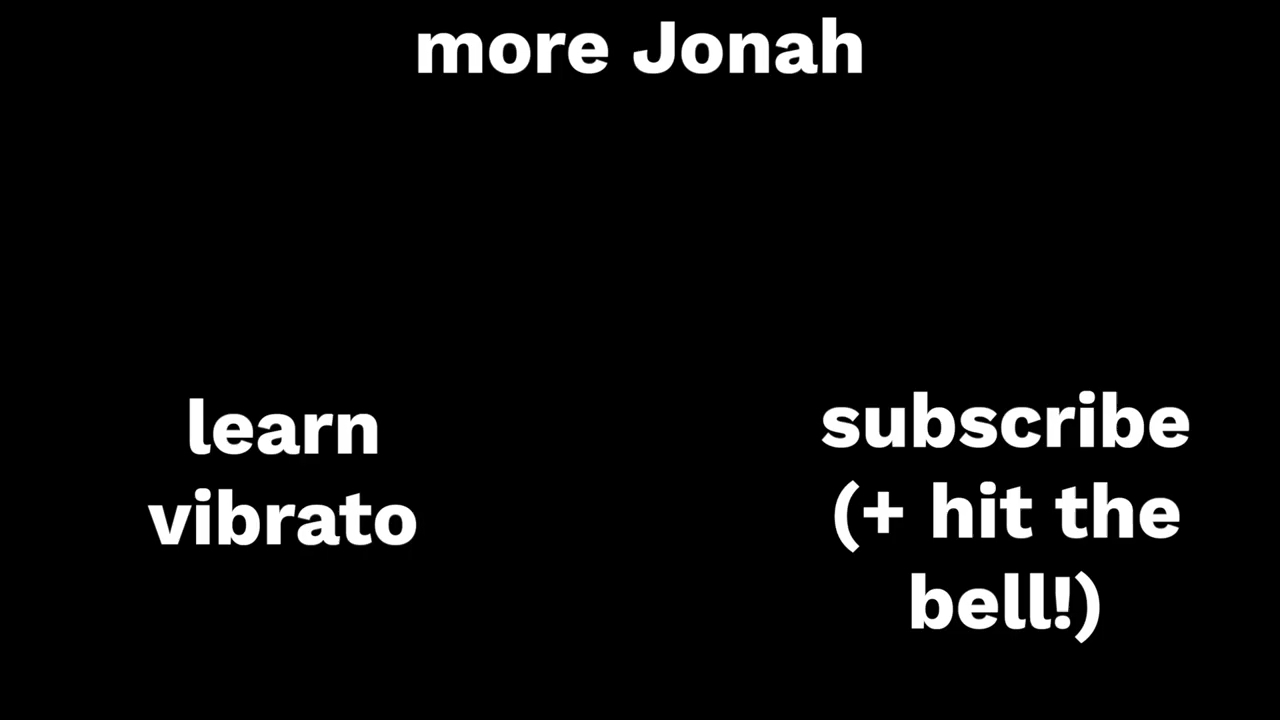 more Jonah
learn
vibrato
subscribe
(+ hit the
bell!)